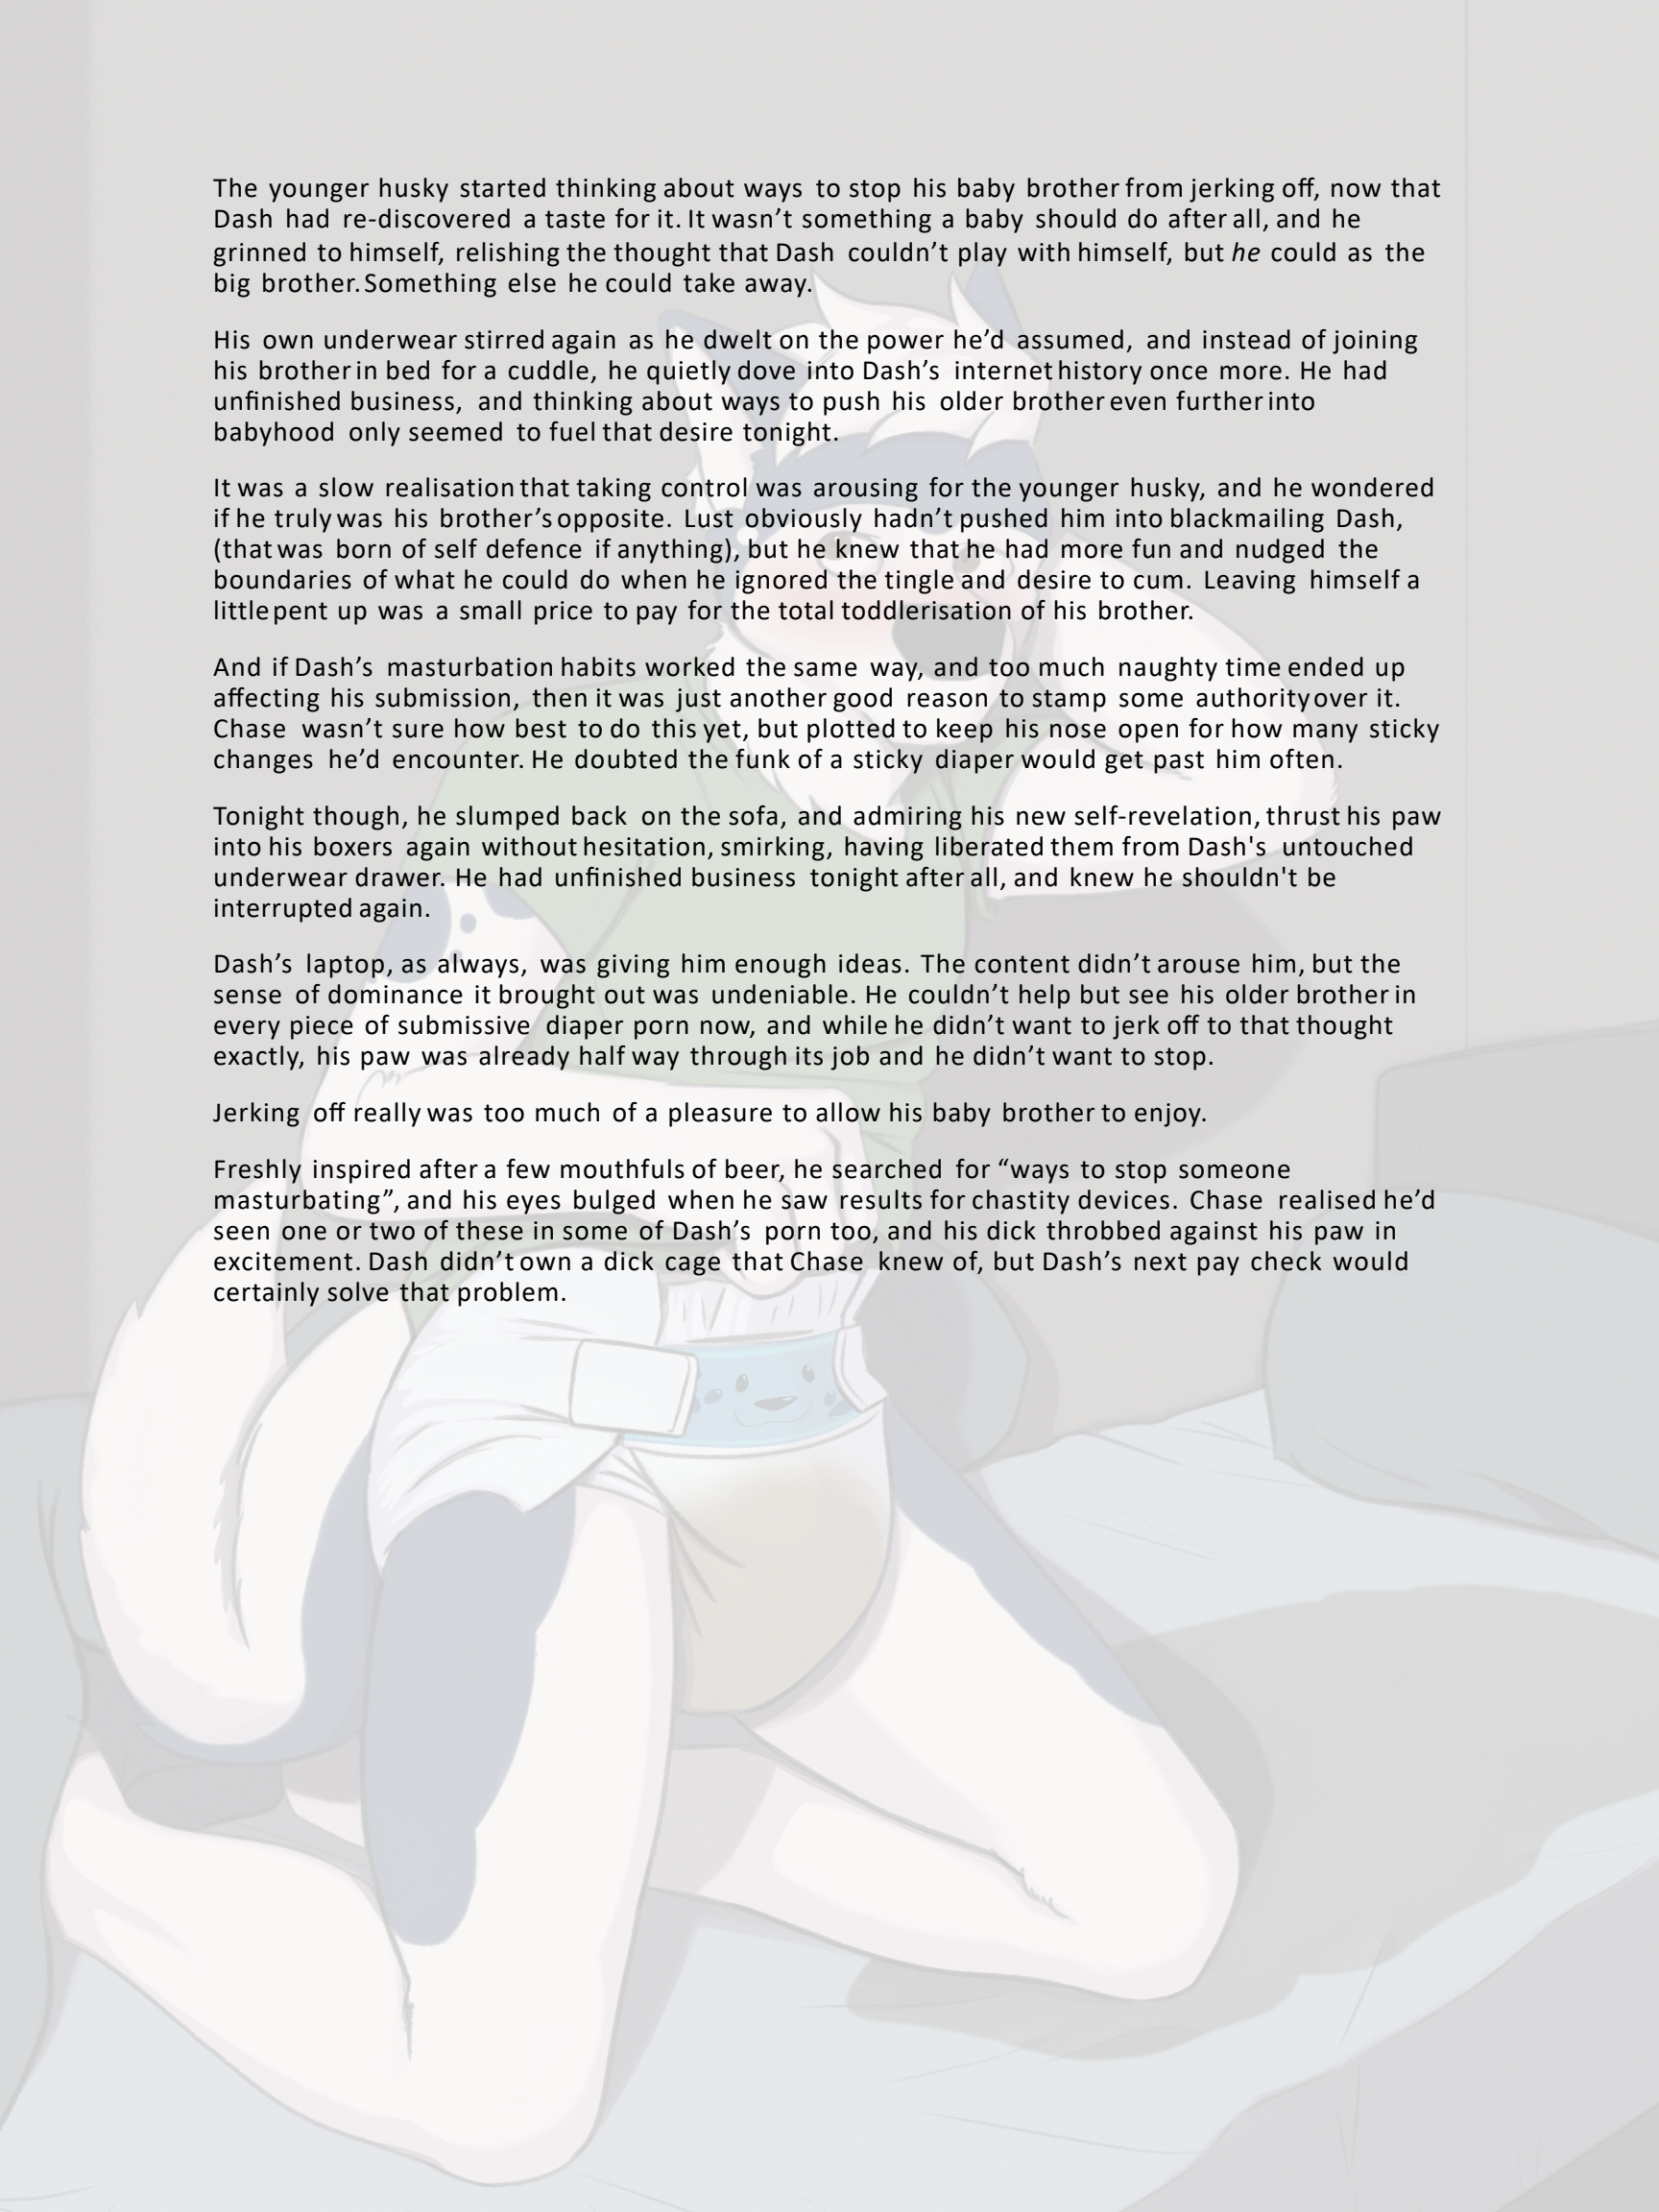 The younger husky started thinking about ways to stop his baby brother from jerking off, now that
Dash had re-discovered a taste for it. It wasn’t something a baby should do after all, and he
grinned to himself, relishing the thought that Dash couldn’t play with himself, but he could as the
big brother. Something else he could take away.
His own underwear stirred again as he dwelt on the power he’d assumed, and instead of joining
his brother in bed for a cuddle, he quietly dove into Dash’s internet history once more. He had
unfinished business, and thinking about ways to push his older brother even further into
babyhood only seemed to fuel that desire tonight.
It was a slow realisation that taking control was arousing for the younger husky, and he wondered
if he truly was his brother’s opposite. Lust obviously hadn’t pushed him into blackmailing Dash,
(that was born of self defence if anything), but he knew that he had more fun and nudged the
boundaries of what he could do when he ignored the tingle and desire to cum. Leaving himself a
little pent up was a small price to pay for the total toddlerisation of his brother.
And if Dash’s masturbation habits worked the same way, and too much naughty time ended up
affecting his submission, then it was just another good reason to stamp some authority over it.
Chase wasn’t sure how best to do this yet, but plotted to keep his nose open for how many sticky
changes he’d encounter. He doubted the funk of a sticky diaper would get past him often.
Tonight though, he slumped back on the sofa, and admiring his new self-revelation, thrust his paw
into his boxers again without hesitation, smirking, having liberated them from Dash's untouched
underwear drawer. He had unfinished business tonight after all, and knew he shouldn't be
interrupted again.
Dash’s laptop, as always, was giving him enough ideas. The content didn’t arouse him, but the
sense of dominance it brought out was undeniable. He couldn’t help but see his older brother in
every piece of submissive diaper porn now, and while he didn’t want to jerk off to that thought
exactly, his paw was already half way through its job and he didn’t want to stop.
Jerking off really was too much of a pleasure to allow his baby brother to enjoy.
Freshly inspired after a few mouthfuls of beer, he searched for “ways to stop someone
masturbating”, and his eyes bulged when he saw results for chastity devices. Chase realised he’d
seen one or two of these in some of Dash’s porn too, and his dick throbbed against his paw in
excitement. Dash didn’t own a dick cage that Chase knew of, but Dash’s next pay check would
certainly solve that problem.